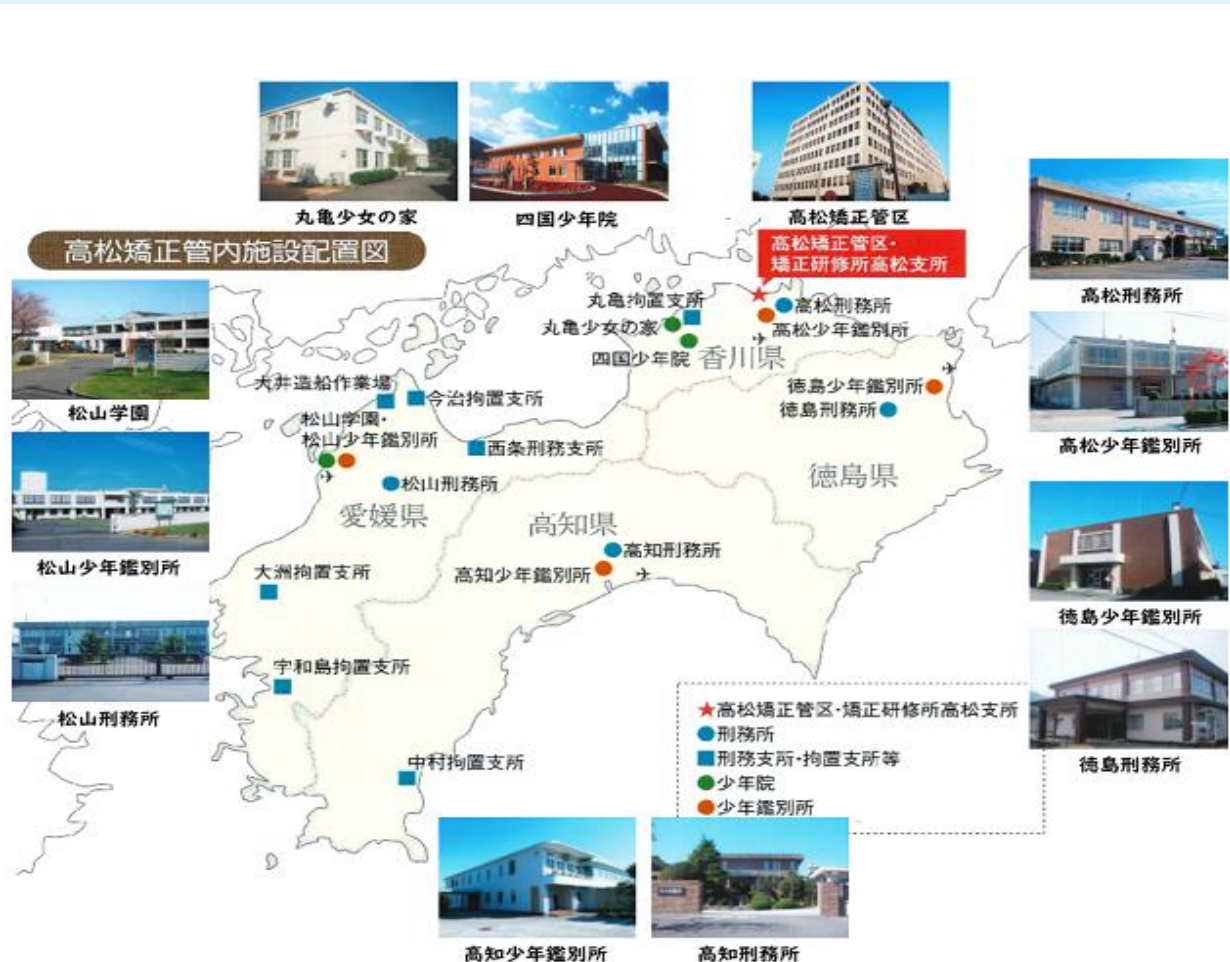 丸亀少女の家
四国少年院
高松矯正管区
高松矯正管内施設配置図
高松矯正管区・
矯正研修所高松支所
高松刑務所
松山学園
丸亀拘置支所
高松刑務所
丸亀少女の家
高松少年鑑別所
四国少年院
香川県
大井造船作業場
今治拘置支所
徳島少年鑑別所
徳島刑務所
高松少年鑑別所
松山学園・
松山少年鑑別所
西条刑務支所
松山刑務所
愛媛県
徳島県
高知県
高知刑務所
高知少年鑑別所
松山少年鑑別所
大洲拘置支所
徳島少年鑑別所
宇和島拘置支所
松山刑務所
中村拘置支所
高松矯正管区・矯正研修所高松支所
刑務所
刑務支所・拘置支所等
少年院
少年鑑別所
徳島刑務所
高知少年鑑別所
高知刑務所